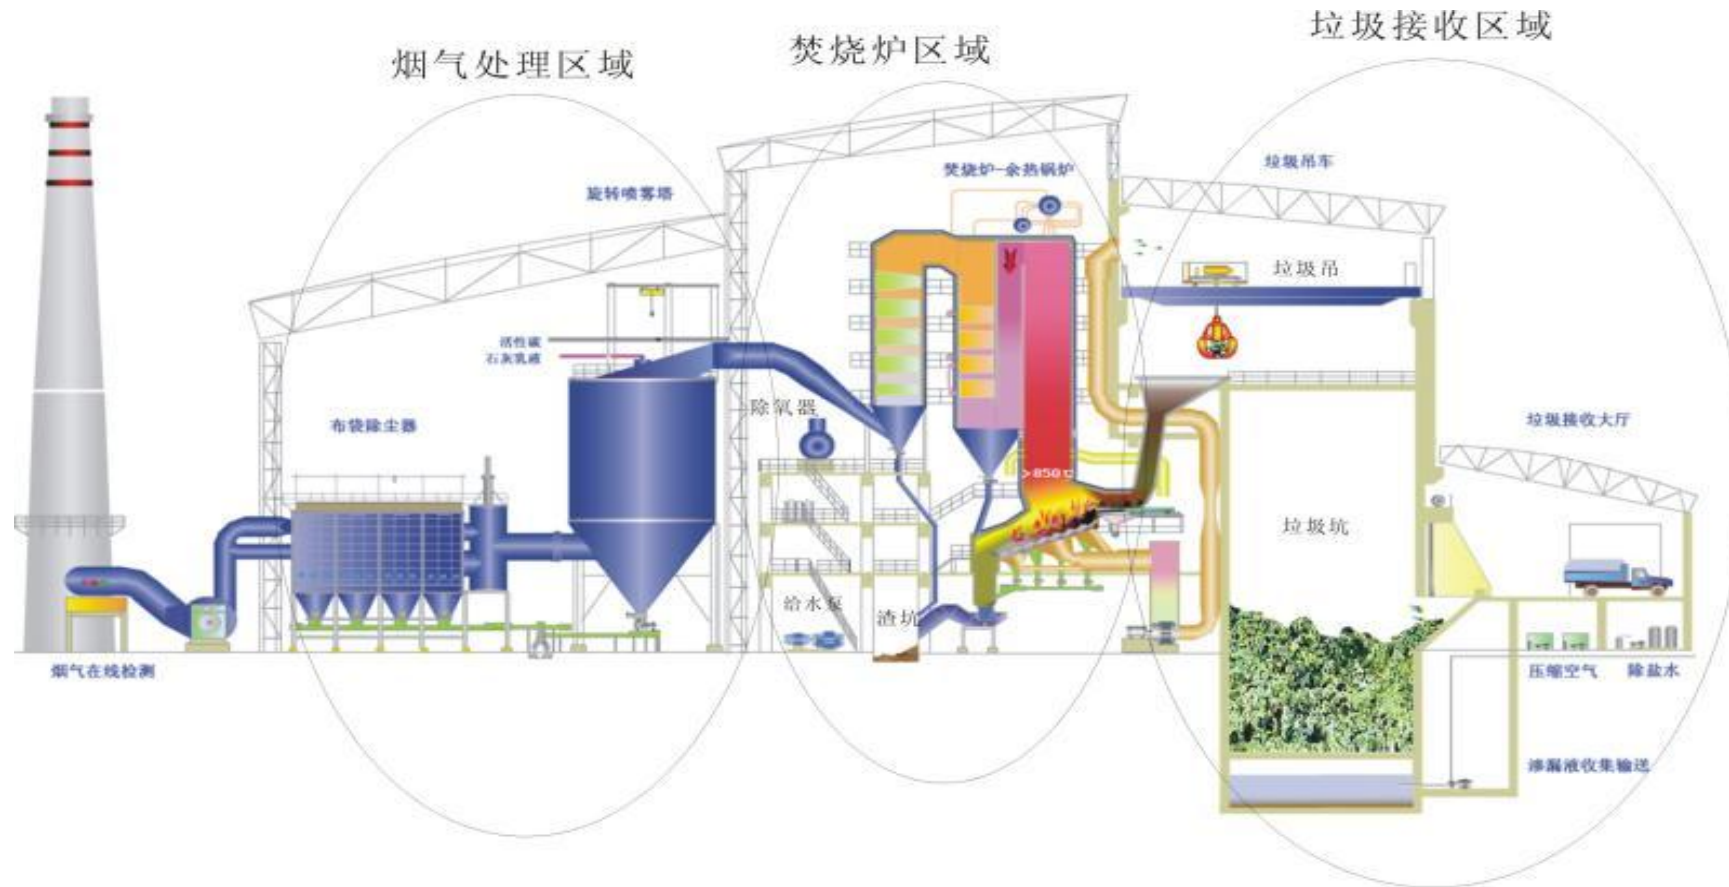 烟气处理区域
焚烧炉区域
垃圾接收区域
旋转喷雾塔
焚烧炉-余热锅炉
垃圾吊车
垃圾吊
活性碳
石灰乳液
布袋除尘器
除氧器
垃圾接收大厅
>850℃
垃圾坑
给水泵
渣坑
烟气在线检测
压缩空气
除盐水
渗漏液收集输送